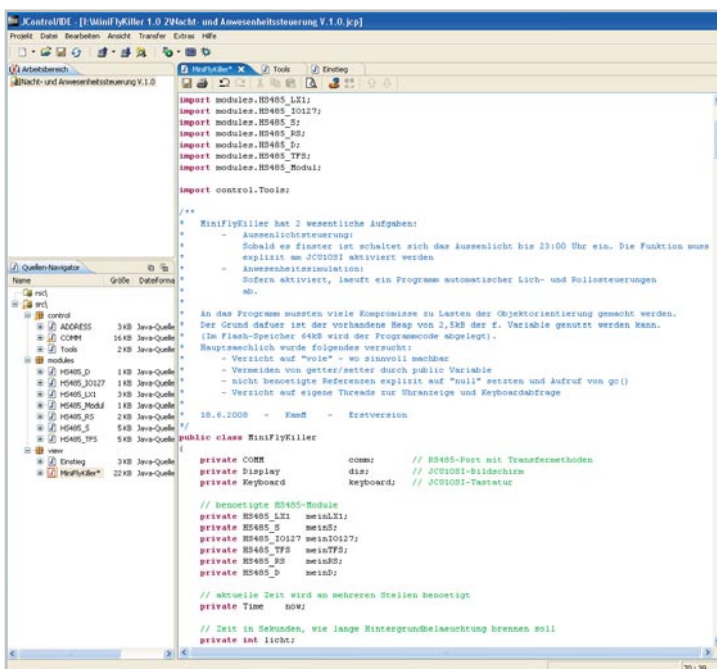 JControl/IDE - [I:\MiniFlyKiller 1.0 2\Nacht- und Anwesenheitssteuerung V.1.0.jcp]
Projekt Datei Bearbeiten Ansicht Transfer Extras Hilfe
Arbeitsbereich
Nacht- und Anwesenheitssteuerung V.1.0
MiniFlyKiller* X Tools Einstieg
import modules.HS485_LX1;
import modules.HS485_IO127;
import modules.HS485_S;
import modules.HS485_RS;
import modules.HS485_D;
import modules.HS485_TFS;
import modules.HS485_Modul;
import control.Tools;
/**
* MiniFlyKiller hat 2 wesentliche Aufgaben:
* - Aussenlichtsteuerung:
* Sobald es finster ist schaltet sich das Aussenlicht bis 23:00 Uhr ein. Die Funktion muss
* explizit am JCU10SI aktiviert werden
* - Anwesenheitssimulation:
* Sofern aktiviert, laeuft ein Programm automatischer Lich- und Rollosteuerungen
* ab.
*
* An das Programm mussten viele Kompromisse zu Lasten der Objektorientierung gemacht werden.
* Der Grund dafuer ist der vorhandene Heap von 2,5kB der f. Variable genutzt werden kann.
* (Im Flash-Speicher 64kB wird der Programmcode abgelegt).
* Hauptsaechlich wurde folgendes versucht:
* - Verzicht auf "vole" - wo sinnvoll machbar
* - Vermeiden von getter/setter durch public Variable
* - nicht benoetigte Referenzen explizit auf "null" setzten und Aufruf von gc()
* - Verzicht auf eigene Threads zur Uhranzeige und Keyboardabfrage
*
* 18.6.2008 - KamM - Erstversion
*/
public class MiniFlyKiller
{
private COMM comm; // RS485-Port mit Transfermethoden
private Display dis; // JCU10SI-Bildschirm
private Keyboard keyboard; // JCU10SI-Tastatur
// benoetigte HS485-Module
private HS485_LX1 meinLX1;
private HS485_S meinS;
private HS485_IO127 meinIO127;
private HS485_TFS meinTFS;
private HS485_RS meinRS;
private HS485_D meinD;
// aktuelle Zeit wird an mehreren Stellen benoetigt
private Time now;
// Zeit in Sekunden, wie lange Hintergrundbelaeuchtung brennen soll
private int licht;
Quellen-Navigator
Name Größe Dateiforma
rsc\
src\
control
ADDRESS 3 KB Java-Quelle
COMM 16 KB Java-Quelle
Tools 2 KB Java-Quelle
modules
HS485_D 1 KB Java-Quelle
HS485_IO127 1 KB Java-Quelle
HS485_LX1 3 KB Java-Quelle
HS485_Modul 1 KB Java-Quelle
HS485_RS 2 KB Java-Quelle
HS485_S 5 KB Java-Quelle
HS485_TFS 5 KB Java-Quelle
view
Einstieg 3 KB Java-Quelle
MiniFlyKiller* 22 KB Java-Quelle